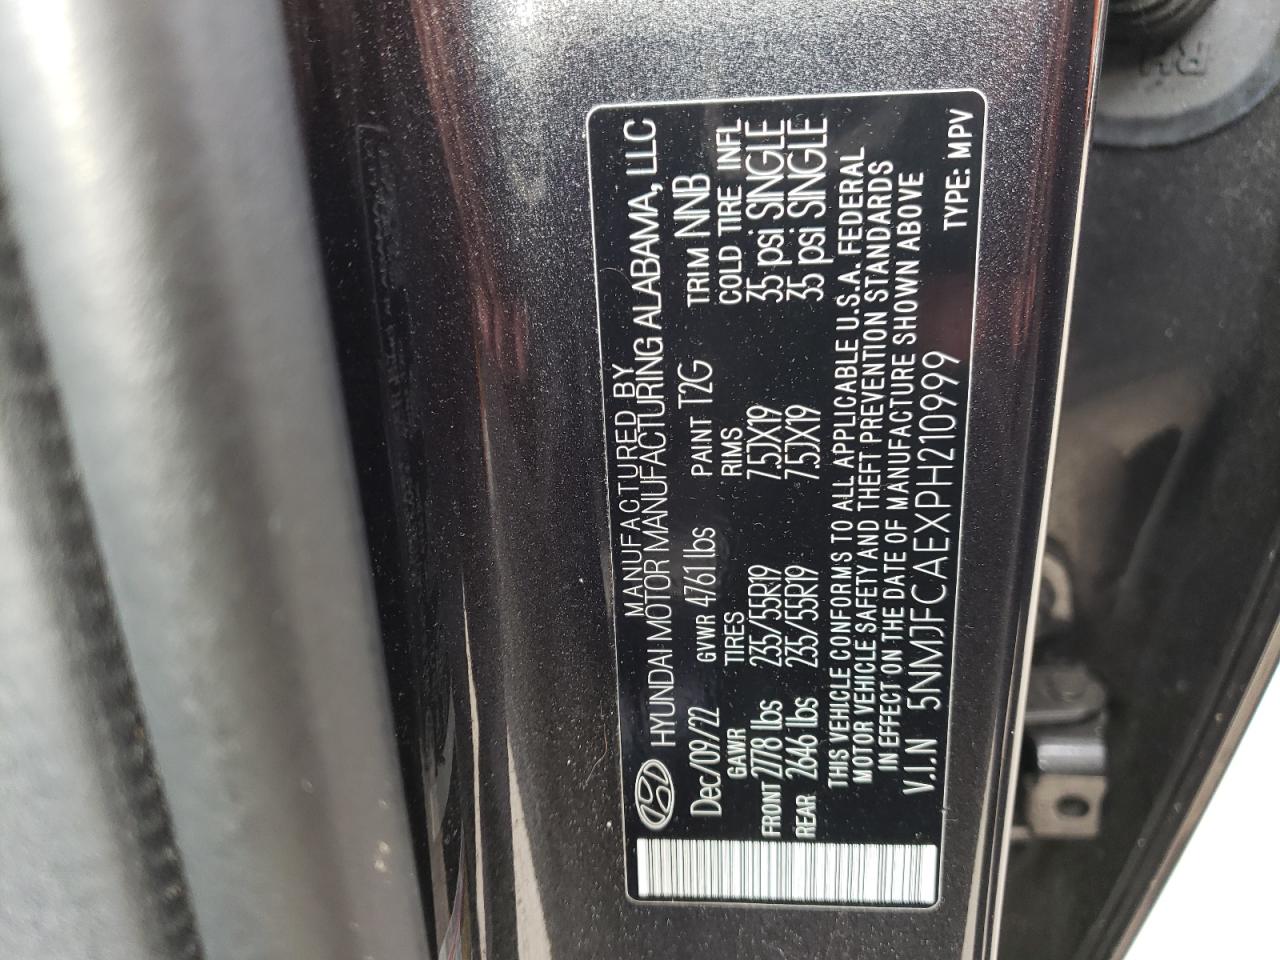 MANUFACTURED BY
HYUNDAI MOTOR MANUFACTURING ALABAMA, LLC
Dec/09/22 GVWR 4761 lbs PAINT T2G TRIM NNB
GAWR TIRES RIMS COLD TIRE INFL
FRONT 2778 lbs 235/55R19 7.5JX19 35 psi SINGLE
REAR 2646 lbs 235/55R19 7.5JX19 35 psi SINGLE
THIS VEHICLE CONFORMS TO ALL APPLICABLE U.S.A. FEDERAL
MOTOR VEHICLE SAFETY AND THEFT PREVENTION STANDARDS
IN EFFECT ON THE DATE OF MANUFACTURE SHOWN ABOVE
V.I.N 5NMJFCAEXPH210999 TYPE: MPV